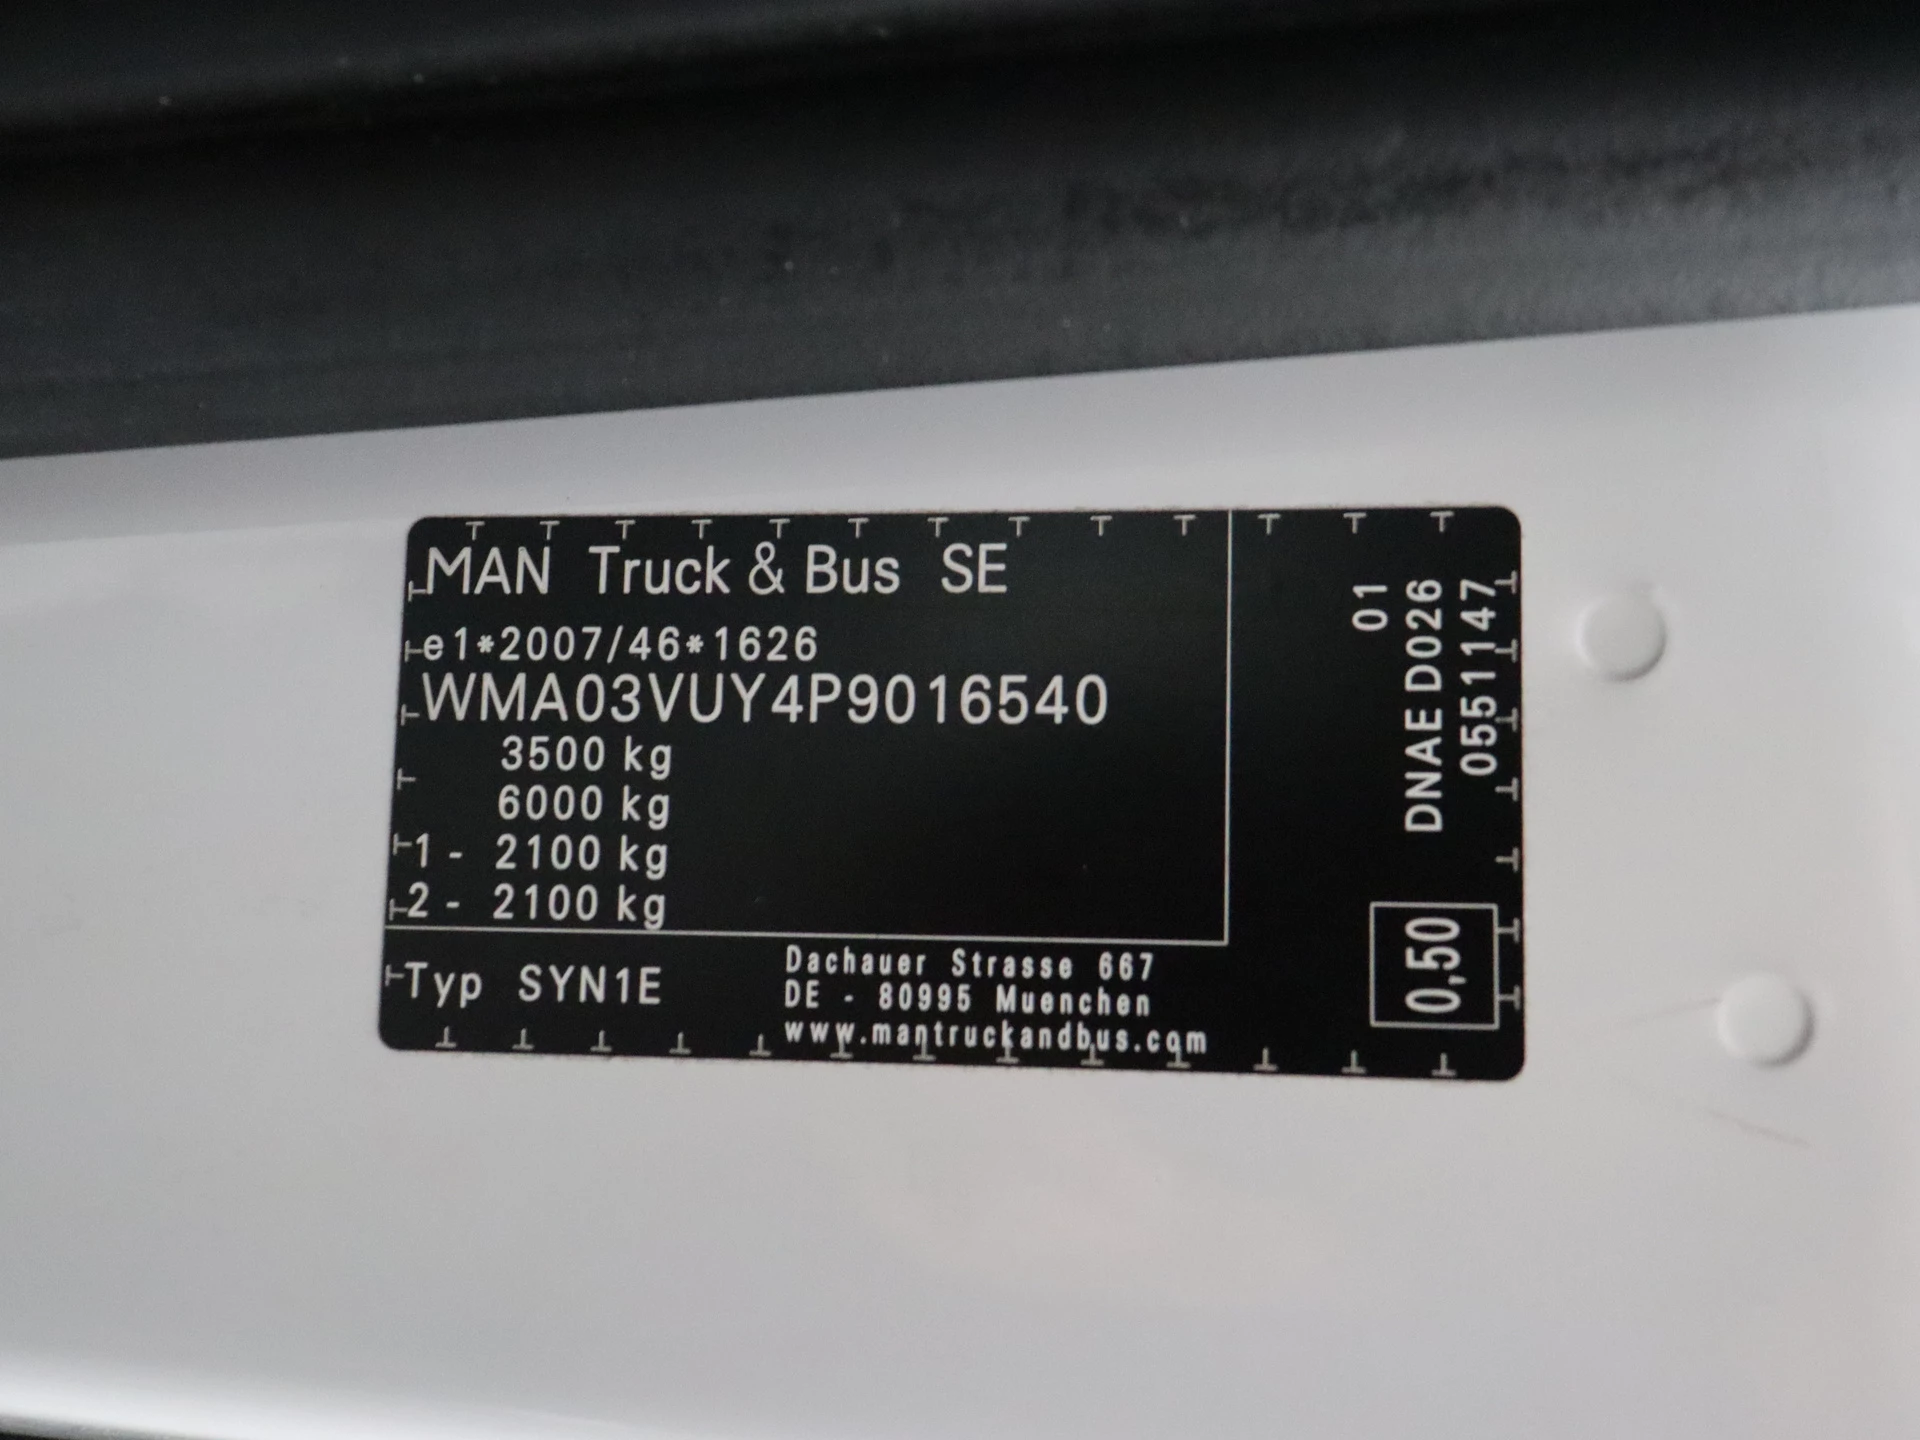 MAN Truck & Bus SE
e1*2007/46*1626
WMA03VUY4P9016540
3500 kg
6000 kg
1 - 2100 kg
2 - 2100 kg
Typ SYN1E
Dachauer Strasse 667
DE - 80995 Muenchen
www.mantruckandbus.com
01
DNAE D026
0551147
0,50